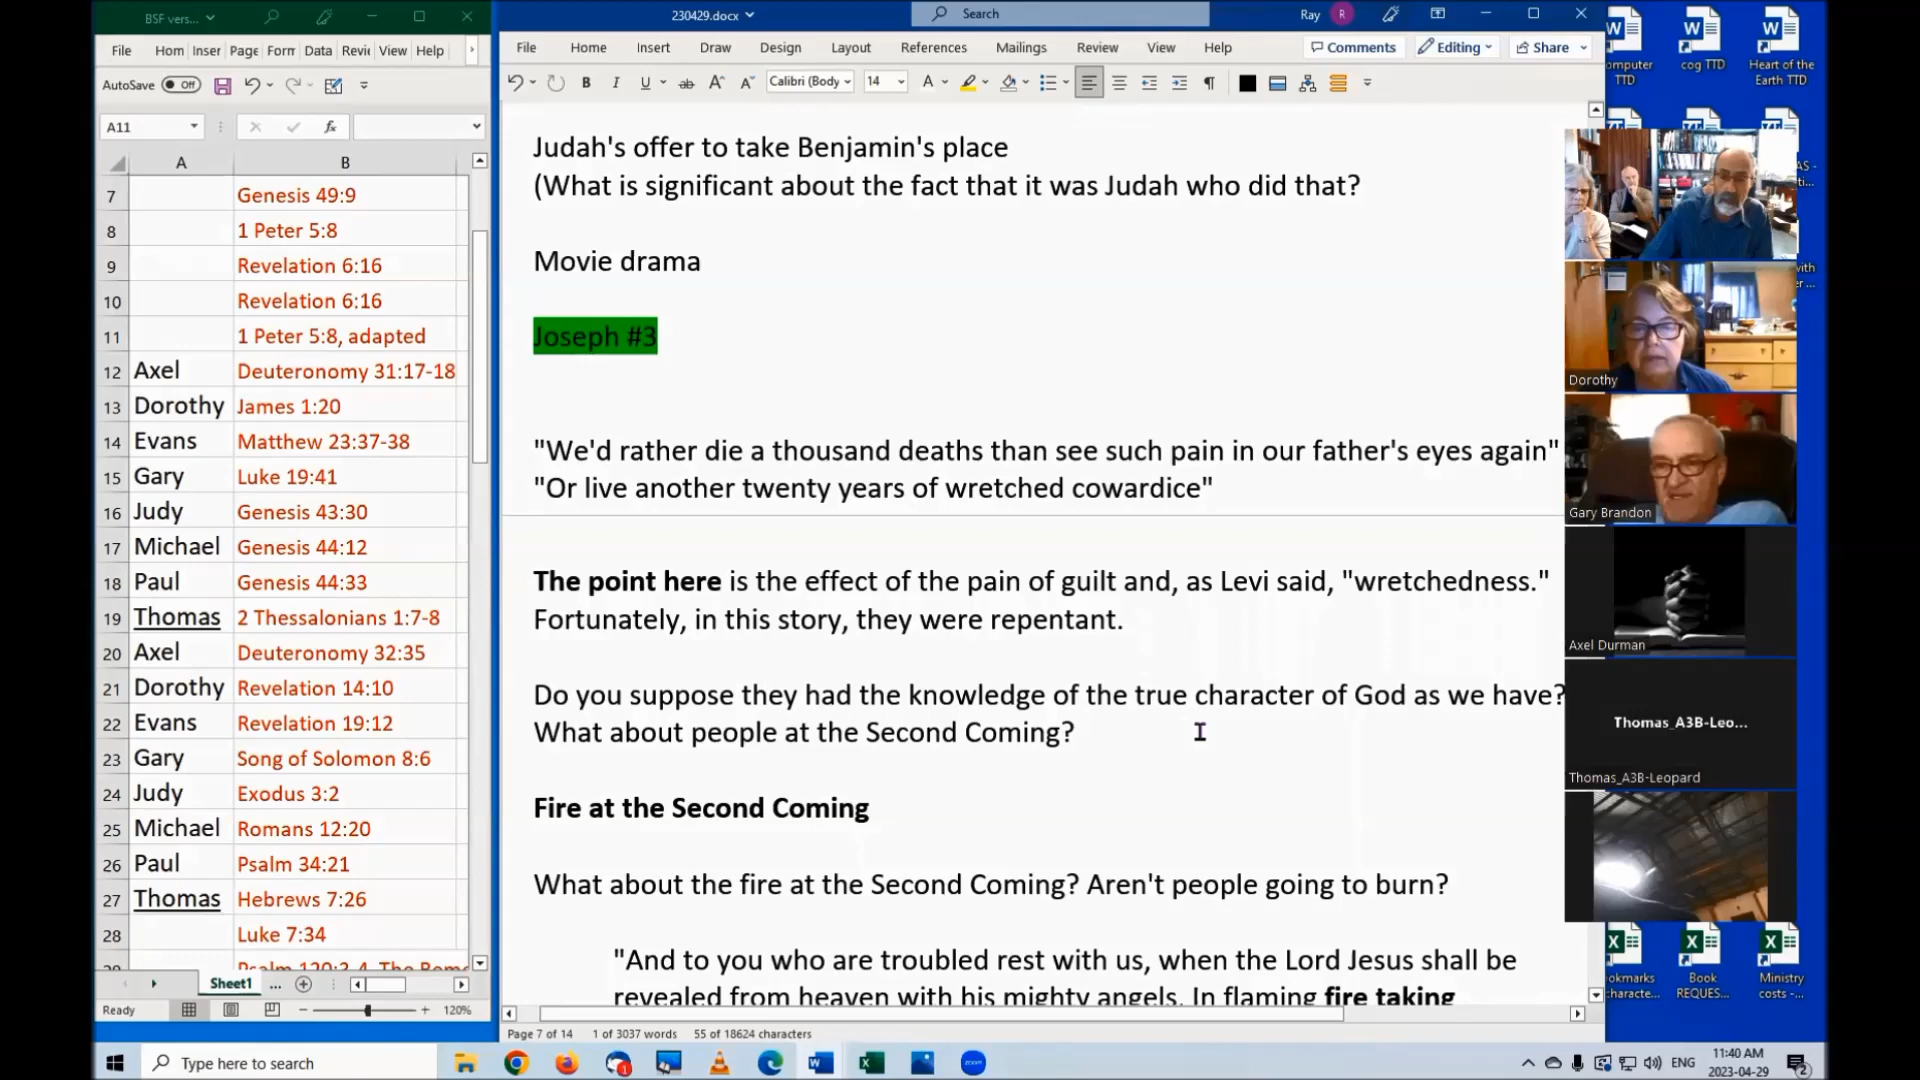 BSF vers...
File Hom Inser Page Forn Data Revie View Help
AutoSave Off
A11
A B
7 Genesis 49:9
8 1 Peter 5:8
9 Revelation 6:16
10 Revelation 6:16
11 1 Peter 5:8, adapted
12 Axel Deuteronomy 31:17-18
13 Dorothy James 1:20
14 Evans Matthew 23:37-38
15 Gary Luke 19:41
16 Judy Genesis 43:30
17 Michael Genesis 44:12
18 Paul Genesis 44:33
19 Thomas 2 Thessalonians 1:7-8
20 Axel Deuteronomy 32:35
21 Dorothy Revelation 14:10
22 Evans Revelation 19:12
23 Gary Song of Solomon 8:6
24 Judy Exodus 3:2
25 Michael Romans 12:20
26 Paul Psalm 34:21
27 Thomas Hebrews 7:26
28 Luke 7:34
Sheet1 ...
Ready 120%
230429.docx Search Ray R
File Home Insert Draw Design Layout References Mailings Review View Help Comments Editing Share
B I U ab A A Calibri (Body 14 A
Judah's offer to take Benjamin's place
(What is significant about the fact that it was Judah who did that?
Movie drama
Joseph #3
"We'd rather die a thousand deaths than see such pain in our father's eyes again"
"Or live another twenty years of wretched cowardice"
The point here is the effect of the pain of guilt and, as Levi said, "wretchedness."
Fortunately, in this story, they were repentant.
Do you suppose they had the knowledge of the true character of God as we have?
What about people at the Second Coming?
Fire at the Second Coming
What about the fire at the Second Coming? Aren't people going to burn?
"And to you who are troubled rest with us, when the Lord Jesus shall be
revealed from heaven with his mighty angels, In flaming fire taking
Page 7 of 14 1 of 3037 words 55 of 18624 characters
omputer
TTD
cog TTD
Heart of the
Earth TTD
Dorothy
Gary Brandon
Axel Durman
Thomas_A3B-Leo...
Thomas_A3B-Leopard
Book
REQUES...
Ministry
costs -...
Type here to search
ENG
11:40 AM
2023-04-29
2